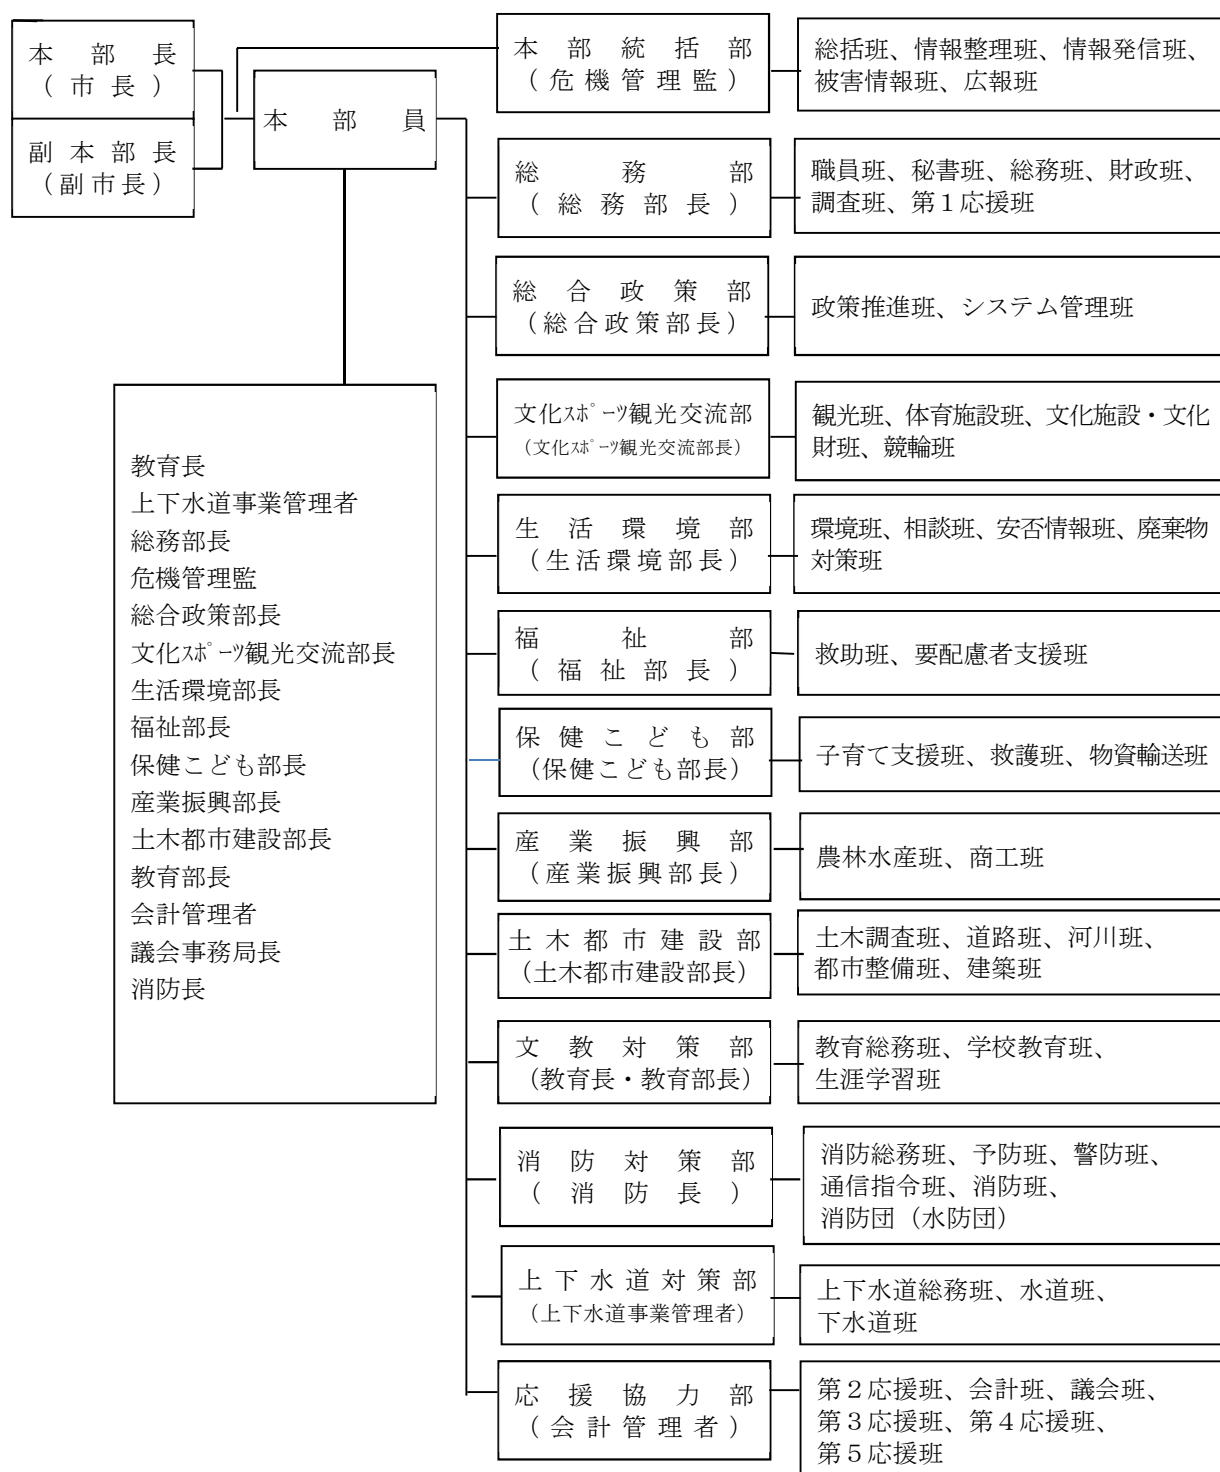 本部長
（市長）
副本部長
（副市長）
本部員
教育長
上下水道事業管理者
総務部長
危機管理監
総合政策部長
文化ｽﾎﾟｰﾂ観光交流部長
生活環境部長
福祉部長
保健こども部長
産業振興部長
土木都市建設部長
教育部長
会計管理者
議会事務局長
消防長
本部統括部
（危機管理監）
総括班、情報整理班、情報発信班、
被害情報班、広報班
総務部
（総務部長）
職員班、秘書班、総務班、財政班、
調査班、第１応援班
総合政策部
（総合政策部長）
政策推進班、システム管理班
文化ｽﾎﾟｰﾂ観光交流部
（文化ｽﾎﾟｰﾂ観光交流部長）
観光班、体育施設班、文化施設・文化
財班、競輪班
生活環境部
（生活環境部長）
環境班、相談班、安否情報班、廃棄物
対策班
福祉部
（福祉部長）
救助班、要配慮者支援班
保健こども部
（保健こども部長）
子育て支援班、救護班、物資輸送班
産業振興部
（産業振興部長）
農林水産班、商工班
土木都市建設部
（土木都市建設部長）
土木調査班、道路班、河川班、
都市整備班、建築班
文教対策部
（教育長・教育部長）
教育総務班、学校教育班、
生涯学習班
消防対策部
（消防長）
消防総務班、予防班、警防班、
通信指令班、消防班、
消防団（水防団）
上下水道対策部
（上下水道事業管理者）
上下水道総務班、水道班、
下水道班
応援協力部
（会計管理者）
第２応援班、会計班、議会班、
第３応援班、第４応援班、
第５応援班